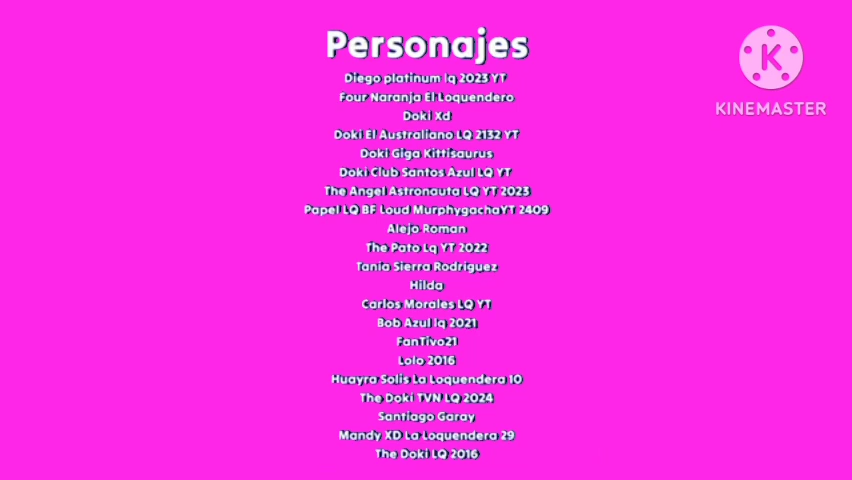 Personajes
Diego platinum lq 2023 YT
Four Naranja El Loquendero
Doki Xd
Doki El Australiano LQ 2132 YT
Doki Giga Kittisaurus
Doki Club Santos Azul LQ YT
The Angel Astronauta LQ YT 2023
Papel LQ BF Loud MurphygachaYT 2409
Alejo Roman
The Pato Lq YT 2022
Tania Sierra Rodriguez
Hilda
Carlos Morales LQ YT
Bob Azul lq 2021
FanTivo21
Lolo 2016
Huayra Solis La Loquendera 10
The Doki TVN LQ 2024
Santiago Garay
Mandy XD La Loquendera 29
The Doki LQ 2016
K
KINEMASTER